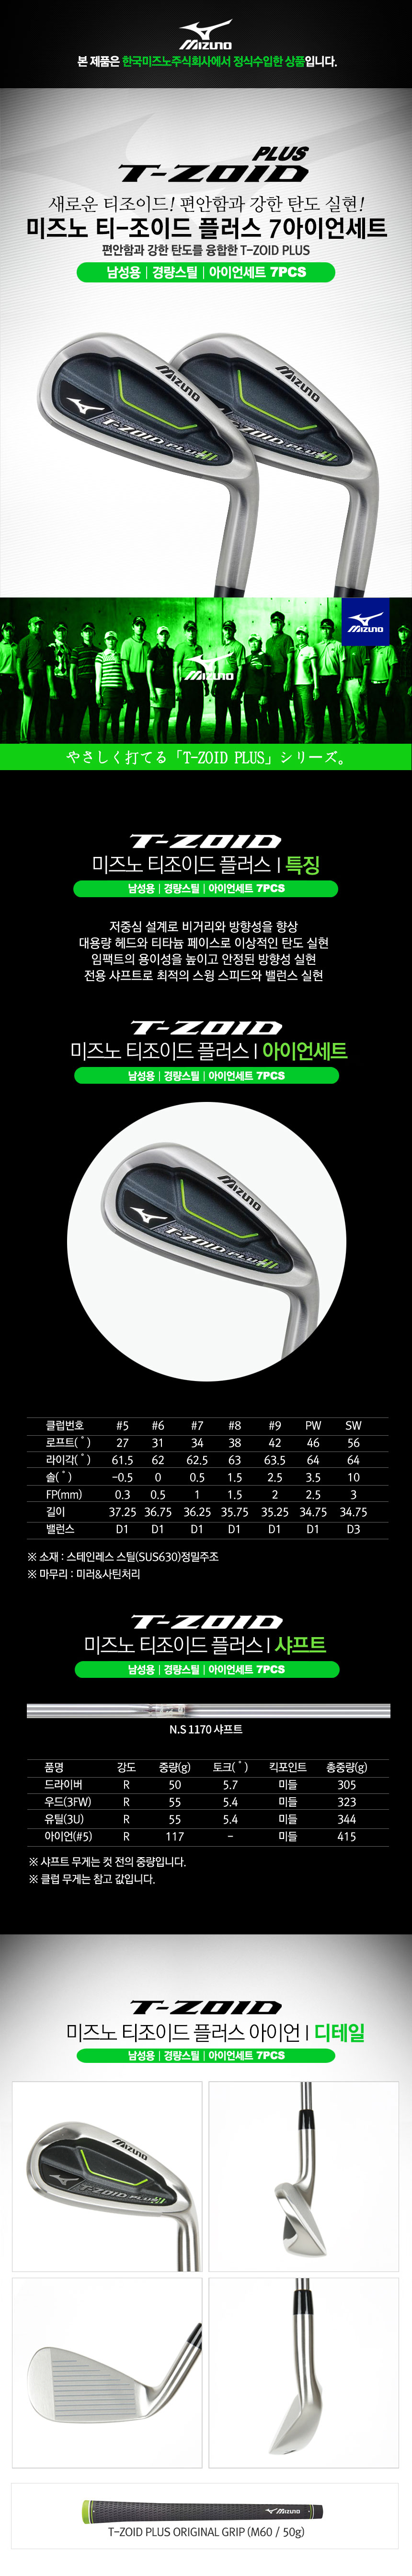 MIZUNO
본 제품은 한국미즈노주식회사에서 정식수입한 상품입니다.
PLUS
T-ZOID
새로운 티조이드! 편안함과 강한 탄도 실현!
미즈노 티-조이드 플러스 7아이언세트
편안함과 강한 탄도를 융합한 T-ZOID PLUS
남성용 | 경량스틸 | 아이언세트 7PCS
MIZUNO
T-ZOID PLUS
MIZUNO
T-ZOID PLUS
MIZUNO
MIZUNO
やさしく打てる「T-ZOID PLUS」シリーズ。
T-ZOID
미즈노 티조이드 플러스 | 특징
남성용 | 경량스틸 | 아이언세트 7PCS
저중심 설계로 비거리와 방향성을 향상
대용량 헤드와 티타늄 페이스로 이상적인 탄도 실현
임팩트의 용이성을 높이고 안정된 방향성 실현
전용 샤프트로 최적의 스윙 스피드와 밸런스 실현
T-ZOID
미즈노 티조이드 플러스 | 아이언세트
남성용 | 경량스틸 | 아이언세트 7PCS
MIZUNO
T-ZOID PLUS
클럽번호 #5 #6 #7 #8 #9 PW SW
로프트(˚) 27 31 34 38 42 46 56
라이각(˚) 61.5 62 62.5 63 63.5 64 64
솔(˚) -0.5 0 0.5 1.5 2.5 3.5 10
FP(mm) 0.3 0.5 1 1.5 2 2.5 3
길이 37.25 36.75 36.25 35.75 35.25 34.75 34.75
밸런스 D1 D1 D1 D1 D1 D1 D3
※ 소재 : 스테인레스 스틸(SUS630)정밀주조
※ 마무리 : 미러&사틴처리
T-ZOID
미즈노 티조이드 플러스 | 샤프트
남성용 | 경량스틸 | 아이언세트 7PCS
N.S 1170 샤프트
품명 강도 중량(g) 토크(˚) 킥포인트 총중량(g)
드라이버 R 50 5.7 미들 305
우드(3FW) R 55 5.4 미들 323
유틸(3U) R 55 5.4 미들 344
아이언(#5) R 117 - 미들 415
※ 샤프트 무게는 컷 전의 중량입니다.
※ 클럽 무게는 참고 값입니다.
T-ZOID
미즈노 티조이드 플러스 아이언 | 디테일
남성용 | 경량스틸 | 아이언세트 7PCS
MIZUNO
T-ZOID PLUS
MIZUNO
T-ZOID PLUS ORIGINAL GRIP (M60 / 50g)